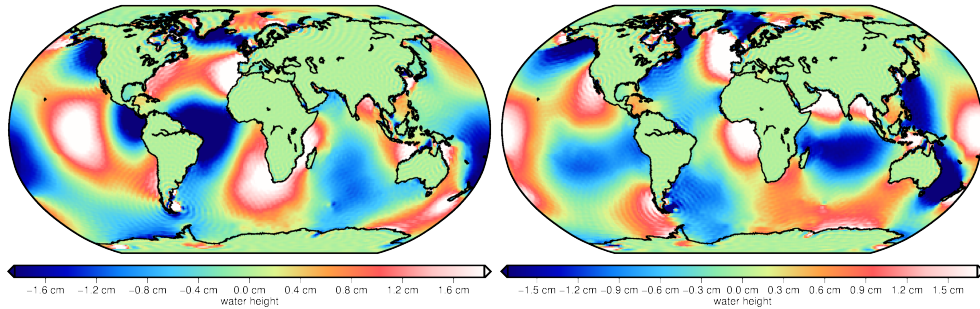 −1.6 cm −1.2 cm −0.8 cm −0.4 cm 0.0 cm 0.4 cm 0.8 cm 1.2 cm 1.6 cm
water height
−1.5 cm −1.2 cm −0.9 cm −0.6 cm −0.3 cm 0.0 cm 0.3 cm 0.6 cm 0.9 cm 1.2 cm 1.5 cm
water height